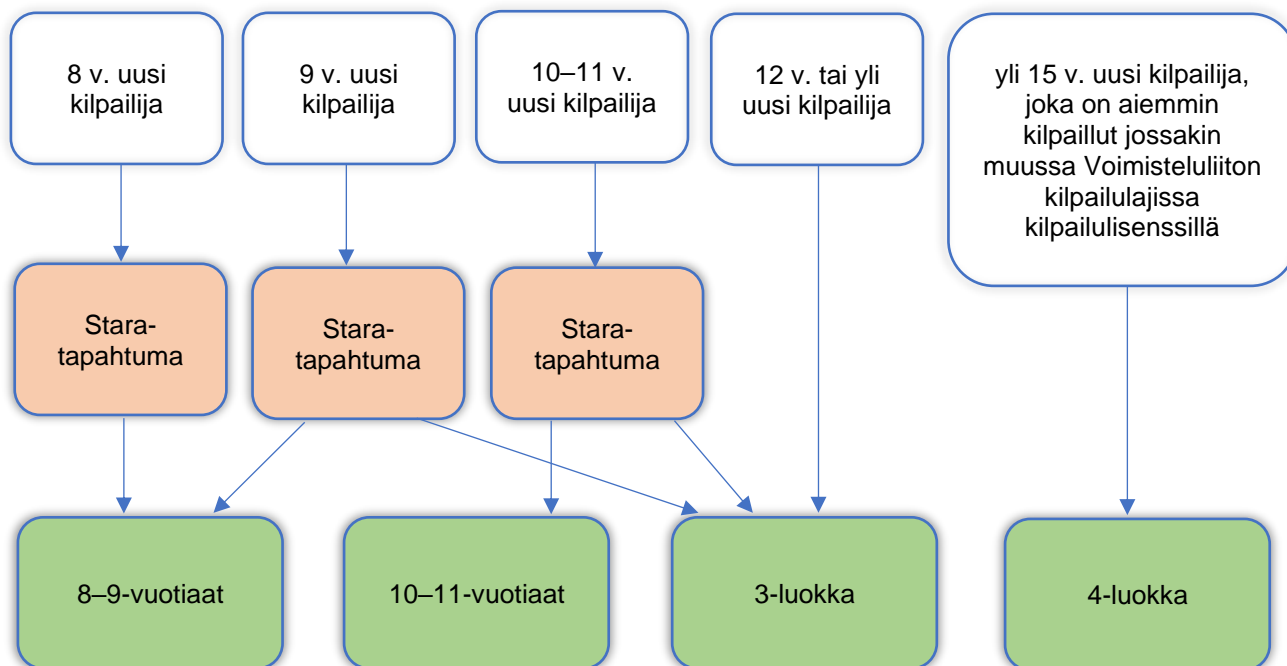 8 v. uusi
kilpailija
9 v. uusi
kilpailija
10–11 v.
uusi kilpailija
12 v. tai yli
uusi kilpailija
yli 15 v. uusi kilpailija,
joka on aiemmin
kilpaillut jossakin
muussa Voimisteluliiton
kilpailulajissa
kilpailulisenssillä
Stara-
tapahtuma
Stara-
tapahtuma
Stara-
tapahtuma
8–9-vuotiaat
10–11-vuotiaat
3-luokka
4-luokka